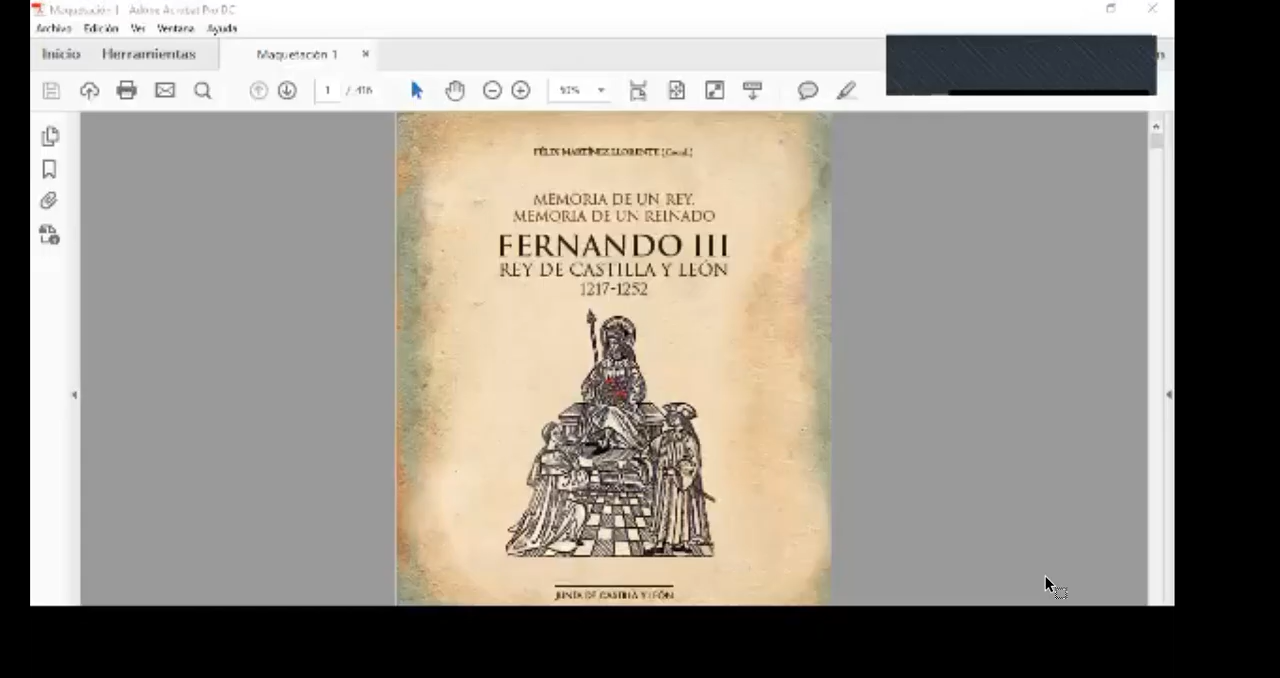 Maquetación 1 - Adobe Acrobat Pro DC
Archivo Edición Ver Ventana Ayuda
Inicio Herramientas Maquetación 1
1 / 416
50%
FÉLIX MARTÍNEZ LLORENTE (Coord.)
MEMORIA DE UN REY,
MEMORIA DE UN REINADO
FERNANDO III
REY DE CASTILLA Y LEÓN
1217-1252
JUNTA DE CASTILLA Y LEÓN